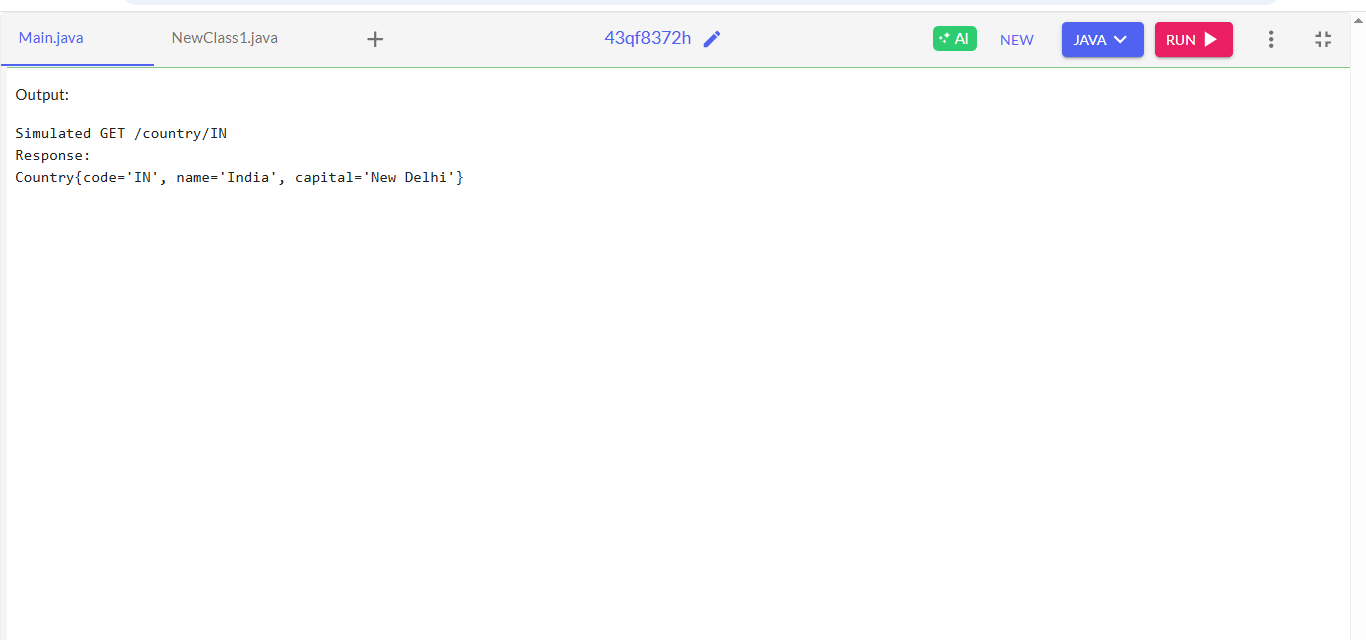 Main.java NewClass1.java + 43qf8372h AI NEW JAVA RUN
Output:
Simulated GET /country/IN
Response:
Country{code='IN', name='India', capital='New Delhi'}